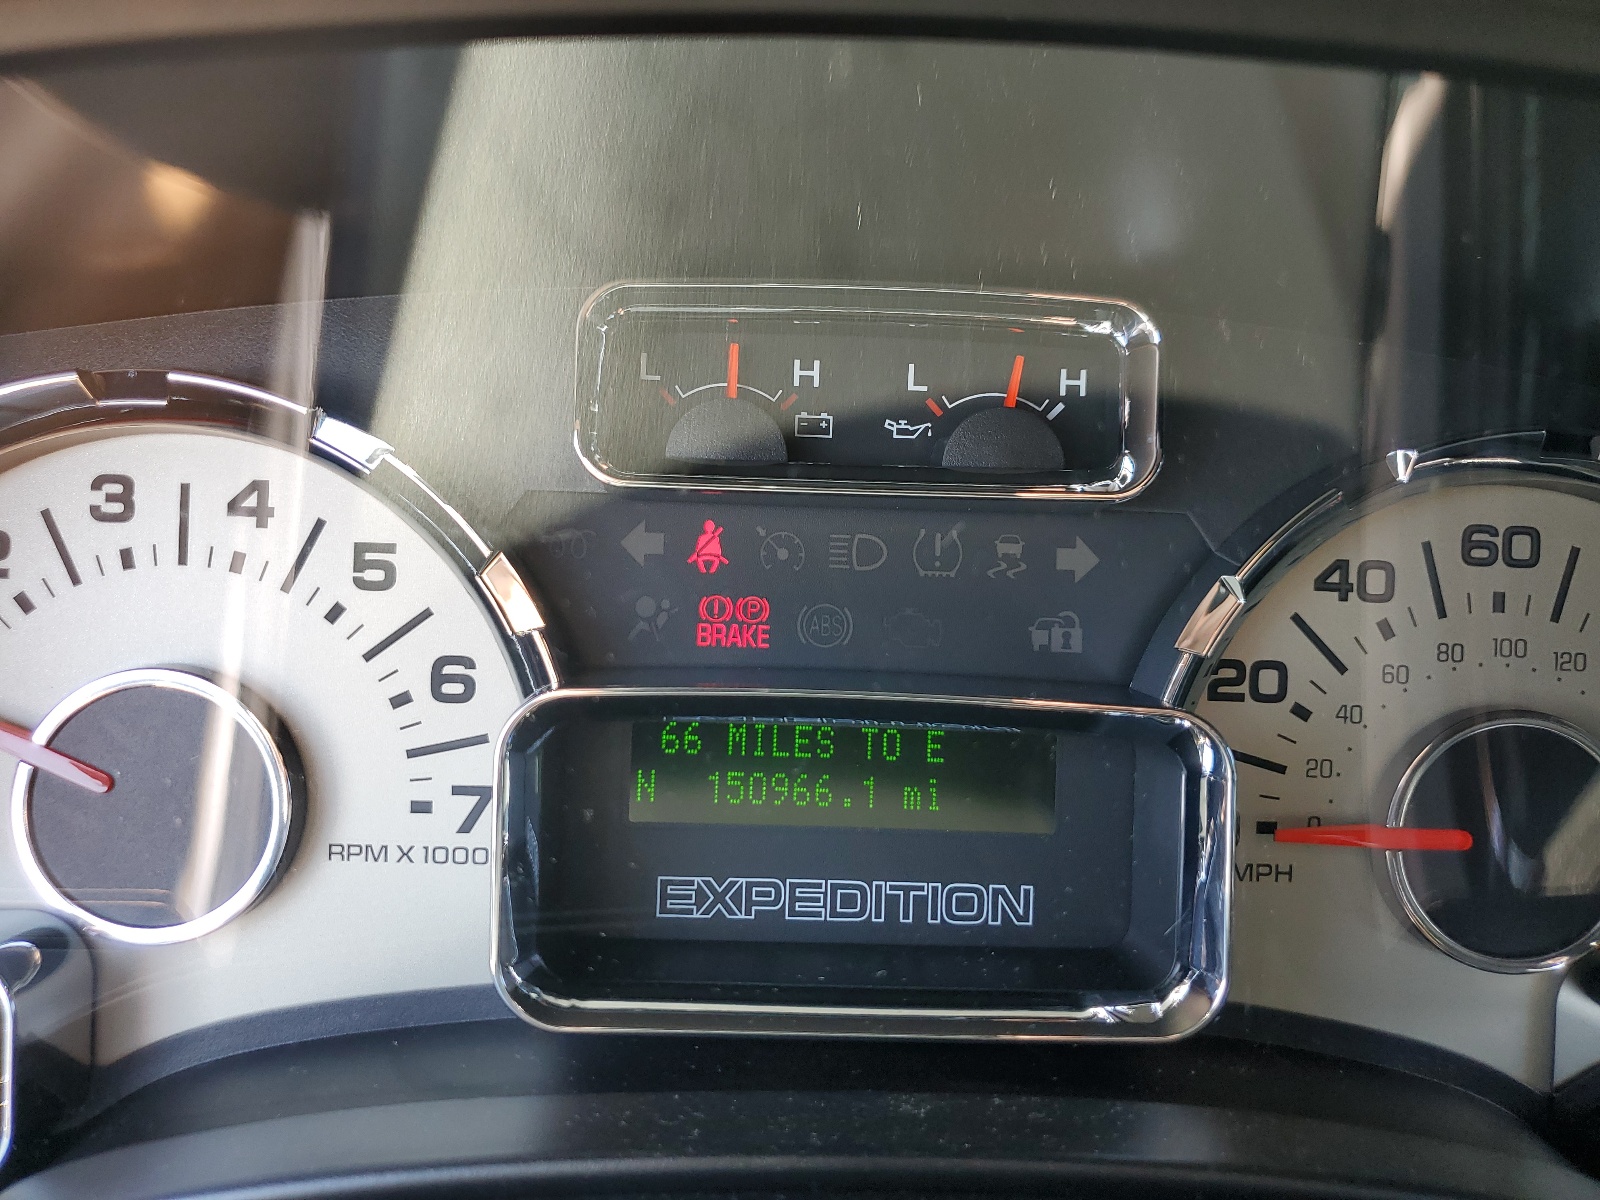 L H L H
- +
3 4 5 6 7
RPM X 1000
(!) (P)
BRAKE
ABS
!
66 MILES TO E
N 150966.1 mi
EXPEDITION
20 40 60
0 20 40 60 80 100 120
MPH